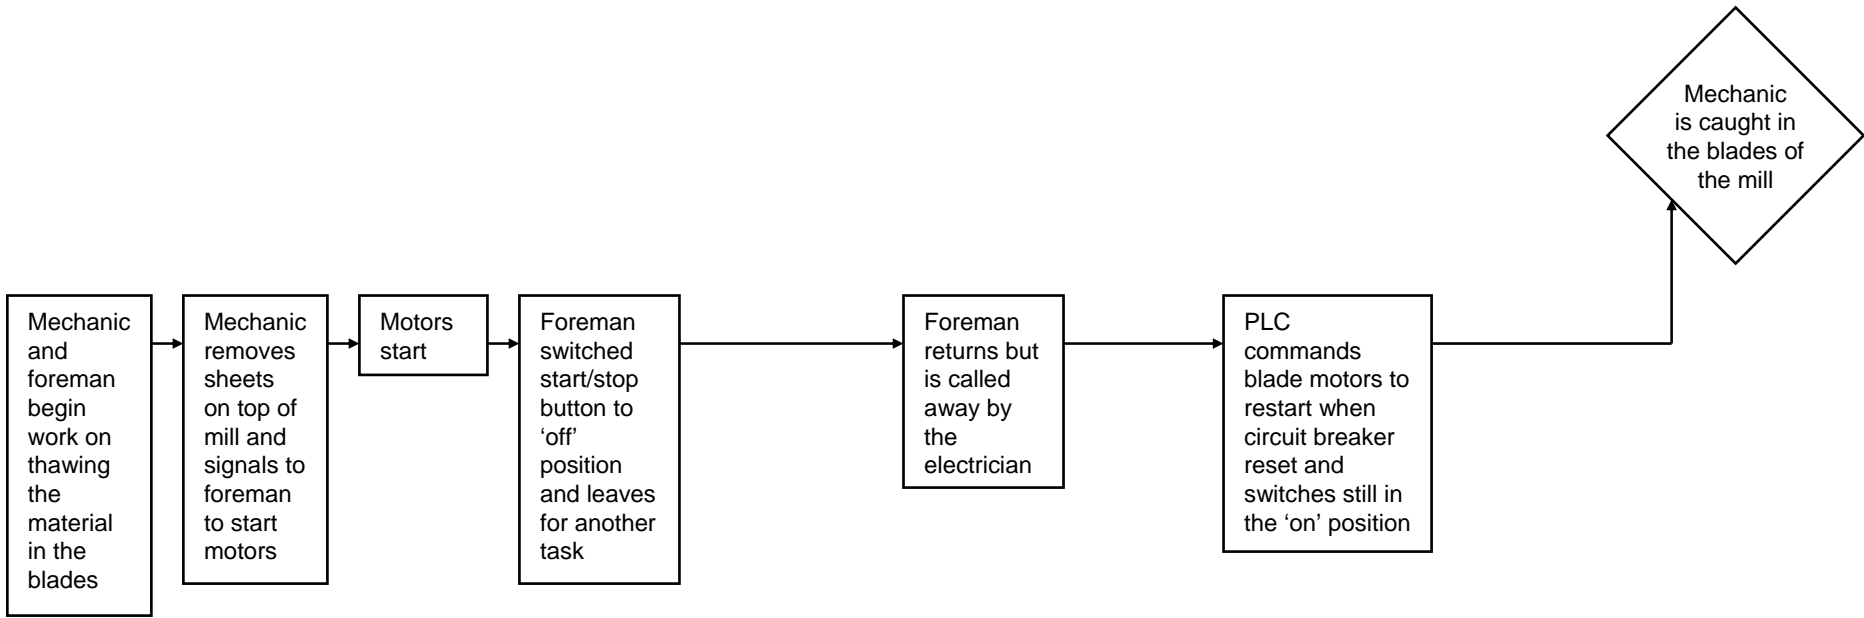 Mechanic
is caught in
the blades of
the mill
Mechanic
and
foreman
begin
work on
thawing
the
material
in the
blades
Mechanic
removes
sheets
on top of
mill and
signals to
foreman
to start
motors
Motors
start
Foreman
switched
start/stop
button to
‘off’
position
and leaves
for another
task
Foreman
returns but
is called
away by
the
electrician
PLC
commands
blade motors to
restart when
circuit breaker
reset and
switches still in
the ‘on’ position